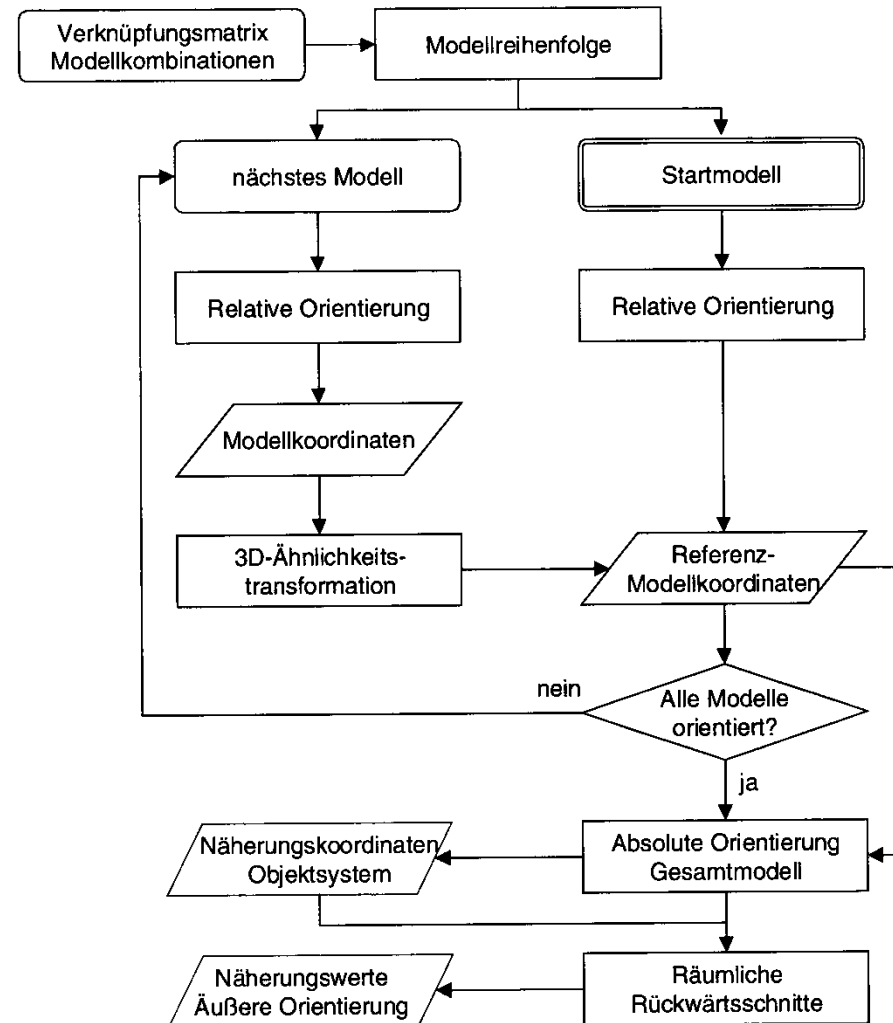 Verknüpfungsmatrix
Modellkombinationen
Modellreihenfolge
nächstes Modell
Startmodell
Relative Orientierung
Relative Orientierung
Modellkoordinaten
3D-Ähnlichkeits-
transformation
Referenz-
Modellkoordinaten
nein
Alle Modelle
orientiert?
ja
Näherungskoordinaten
Objektsystem
Absolute Orientierung
Gesamtmodell
Näherungswerte
Äußere Orientierung
Räumliche
Rückwärtsschnitte